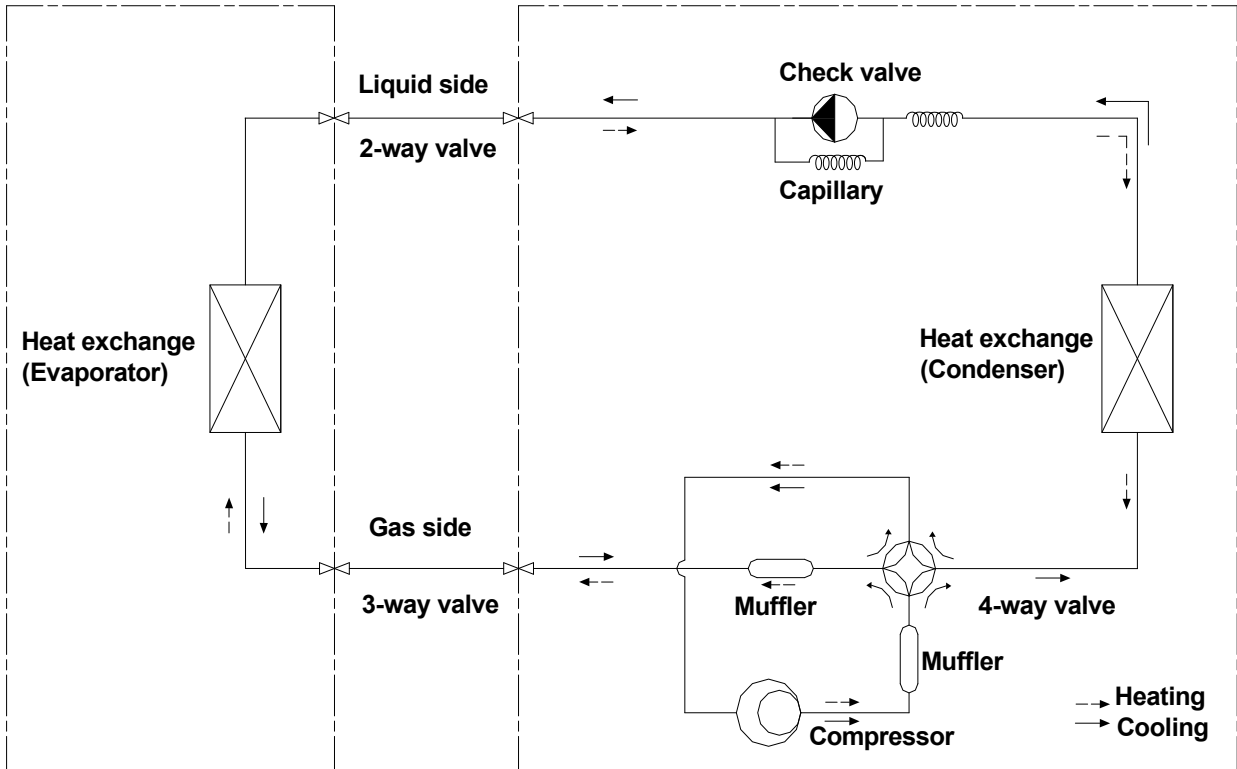 Check valve
Liquid side
2-way valve
Capillary
Heat exchange
(Evaporator)
Heat exchange
(Condenser)
Gas side
3-way valve
Muffler
4-way valve
Muffler
Compressor
Heating
Cooling